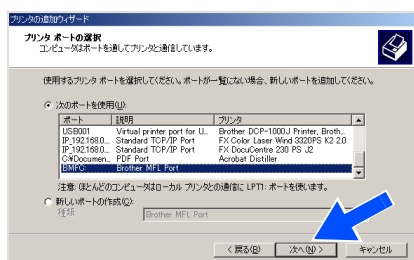 プリンタの追加ウィザード
プリンタ ポートの選択
コンピュータはポートを通してプリンタと通信しています。
使用するプリンタ ポートを選択してください。ポートが一覧にない場合、新しいポートを追加してください。
次のポートを使用(U):
ポート 説明 プリンタ
USB001 Virtual printer port for U... Brother DCP-1000J Printer, Broth...
IP_192.168.0... Standard TCP/IP Port FX Color Laser Wind 3320PS K2 2.0
IP_192.168.0... Standard TCP/IP Port FX DocuCentre 230 PS J2
C:¥Documen... PDF Port Acrobat Distiller
BMFC: Brother MFL Port
注意: ほとんどのコンピュータはローカル プリンタとの通信に LPT1: ポートを使います。
新しいポートの作成(C):
種類: Brother MFL Port
< 戻る(B) 次へ(N) > キャンセル